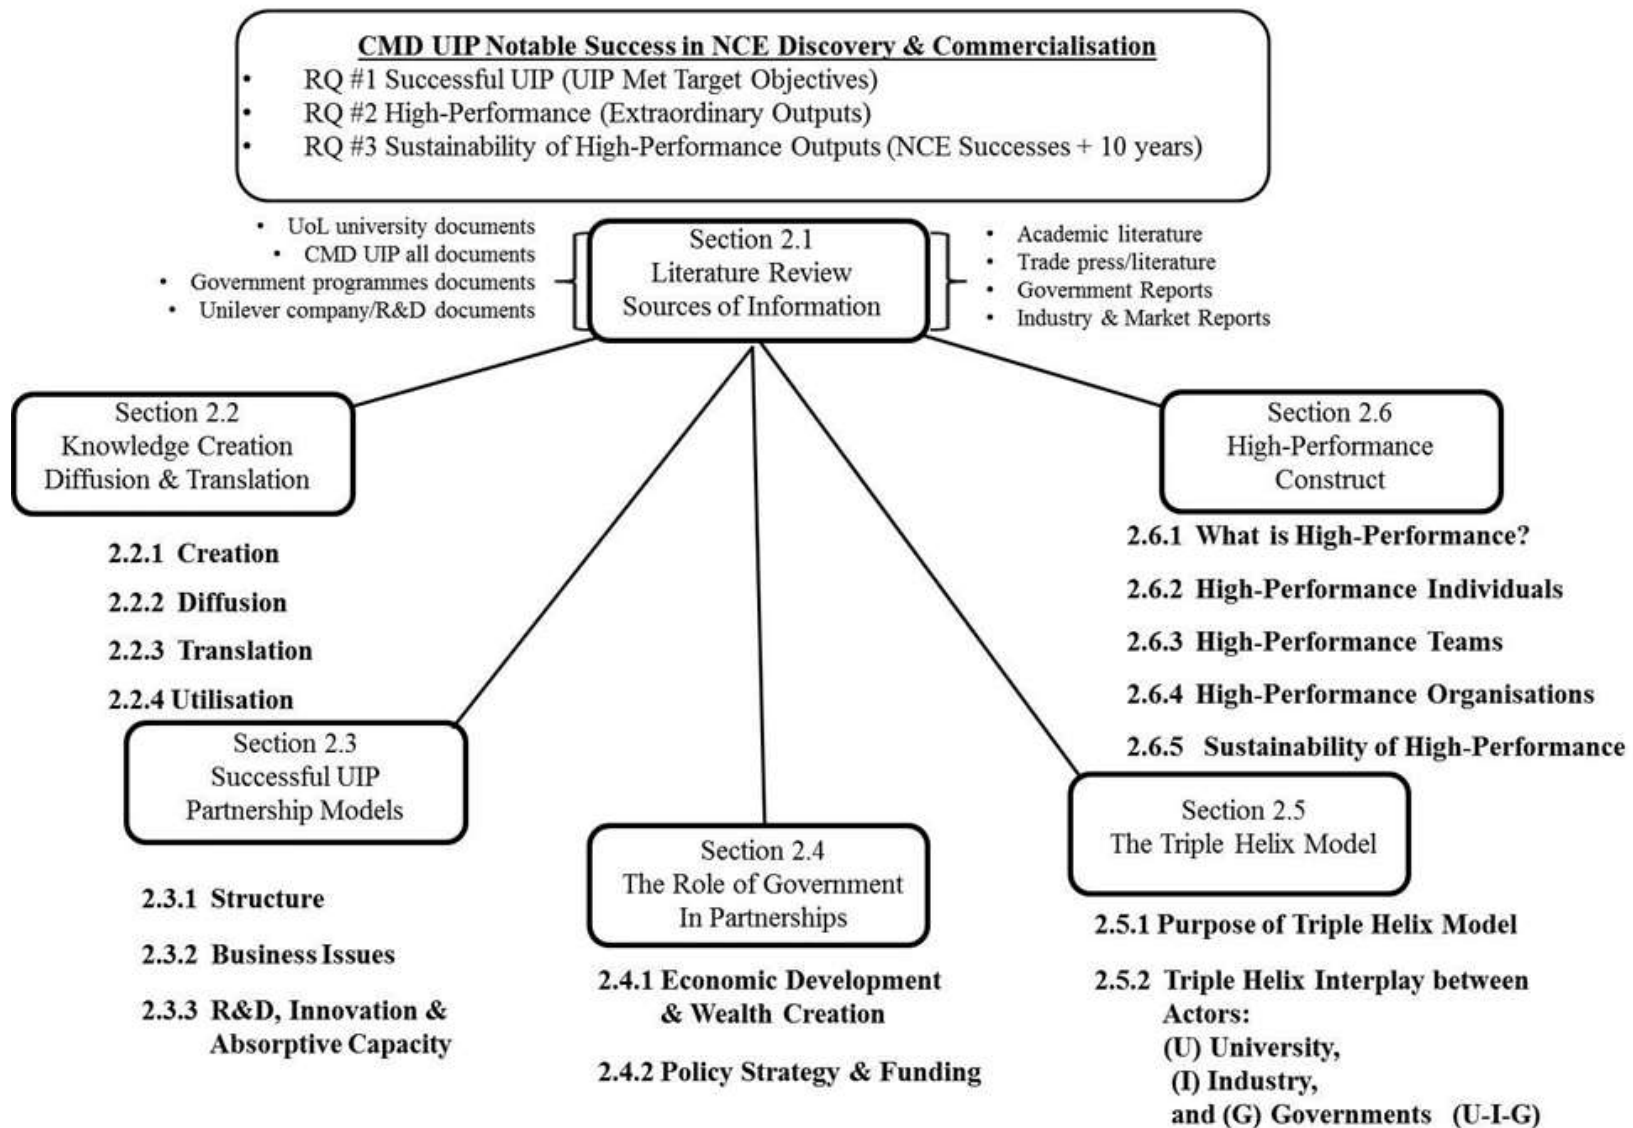 CMD UIP Notable Success in NCE Discovery & Commercialisation
• RQ #1 Successful UIP (UIP Met Target Objectives)
• RQ #2 High-Performance (Extraordinary Outputs)
• RQ #3 Sustainability of High-Performance Outputs (NCE Successes + 10 years)
• UoL university documents
• CMD UIP all documents
• Government programmes documents
• Unilever company/R&D documents
Section 2.1
Literature Review
Sources of Information
• Academic literature
• Trade press/literature
• Government Reports
• Industry & Market Reports
Section 2.2
Knowledge Creation
Diffusion & Translation
2.2.1 Creation
2.2.2 Diffusion
2.2.3 Translation
2.2.4 Utilisation
Section 2.3
Successful UIP
Partnership Models
2.3.1 Structure
2.3.2 Business Issues
2.3.3 R&D, Innovation &
Absorptive Capacity
Section 2.4
The Role of Government
In Partnerships
2.4.1 Economic Development
& Wealth Creation
2.4.2 Policy Strategy & Funding
Section 2.6
High-Performance
Construct
2.6.1 What is High-Performance?
2.6.2 High-Performance Individuals
2.6.3 High-Performance Teams
2.6.4 High-Performance Organisations
2.6.5 Sustainability of High-Performance
Section 2.5
The Triple Helix Model
2.5.1 Purpose of Triple Helix Model
2.5.2 Triple Helix Interplay between
Actors:
(U) University,
(I) Industry,
and (G) Governments (U-I-G)